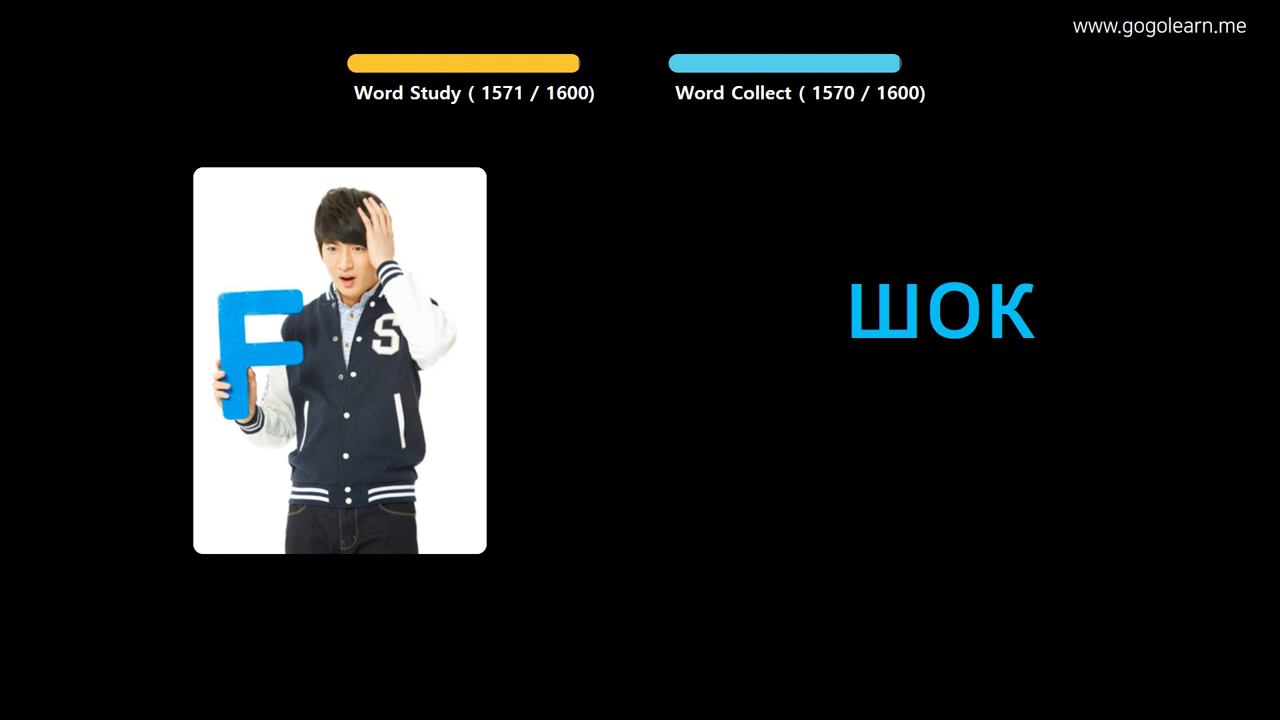 www.gogolearn.me
Word Study ( 1571 / 1600)
Word Collect ( 1570 / 1600)
F
S
шок